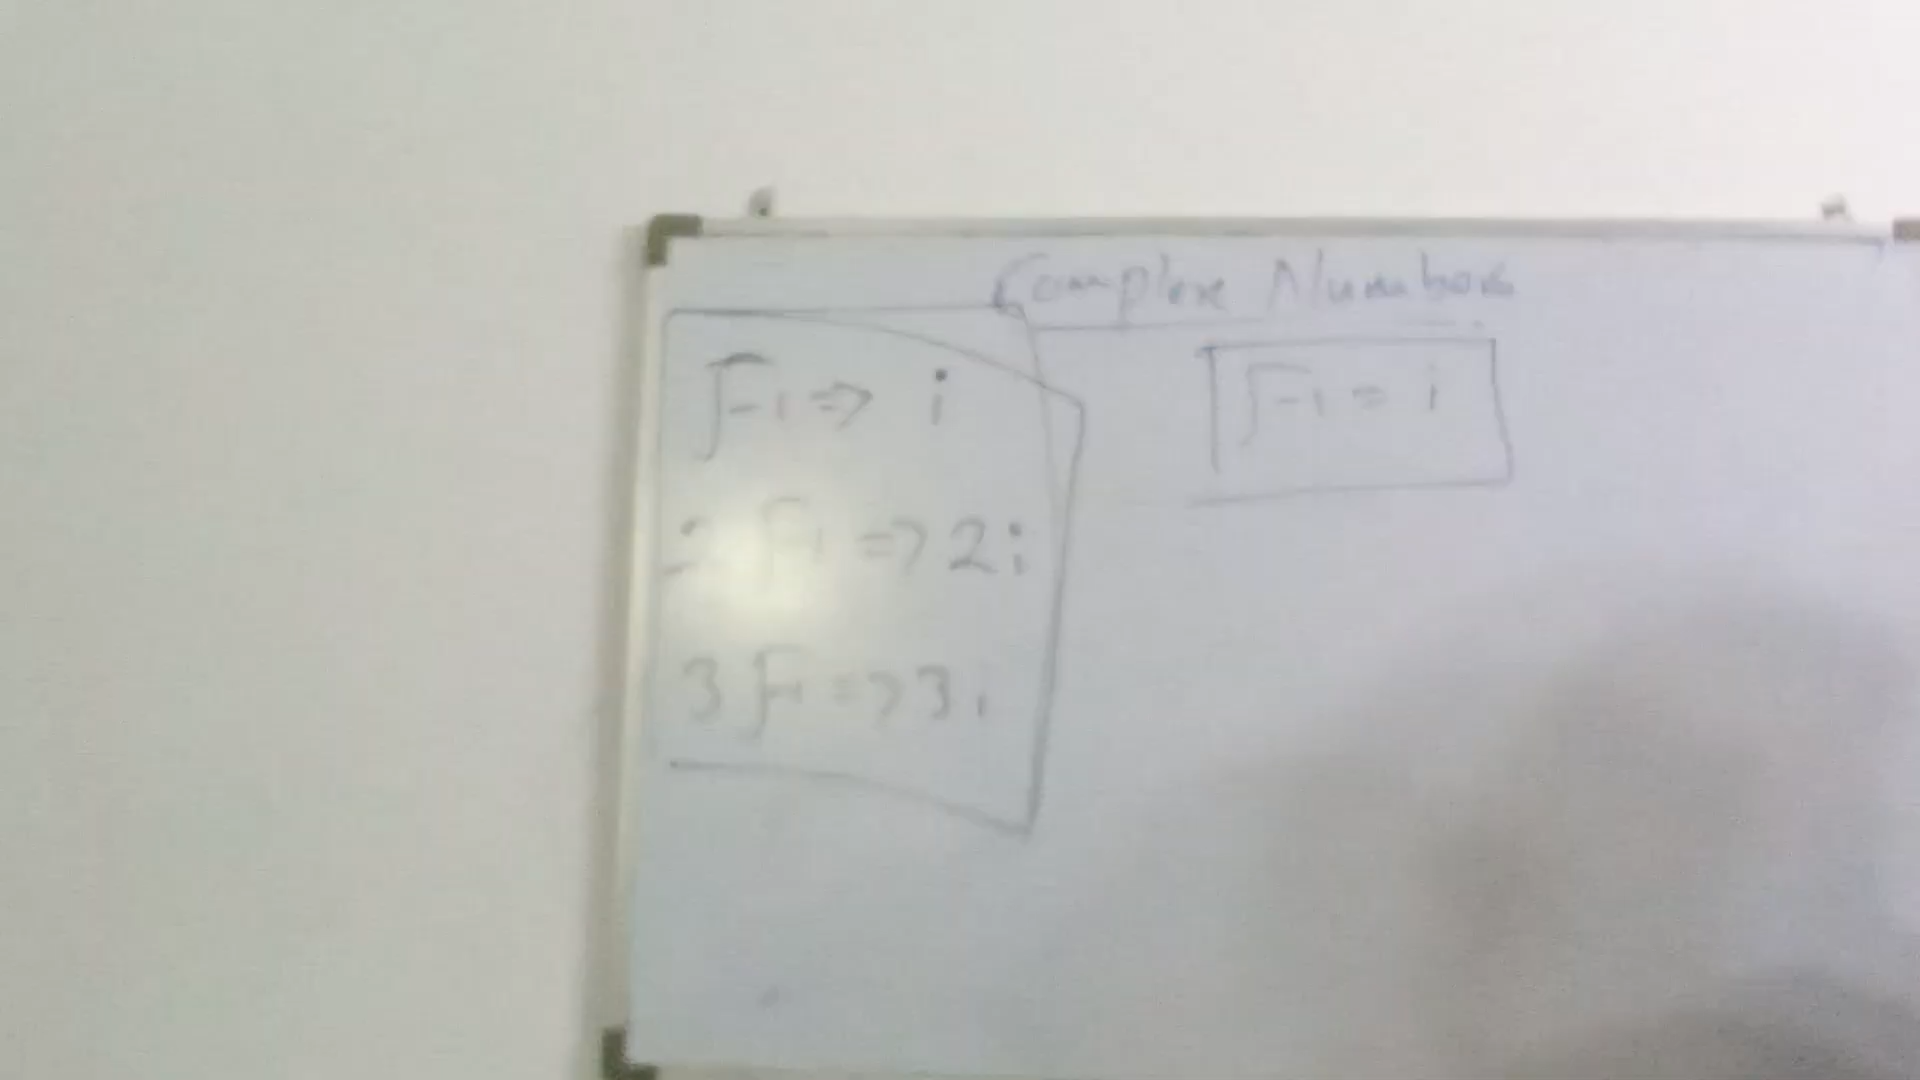 Complex Numbers
√-1 => i
√-1 = i
2 √-1 => 2i
3 √-1 => 3i